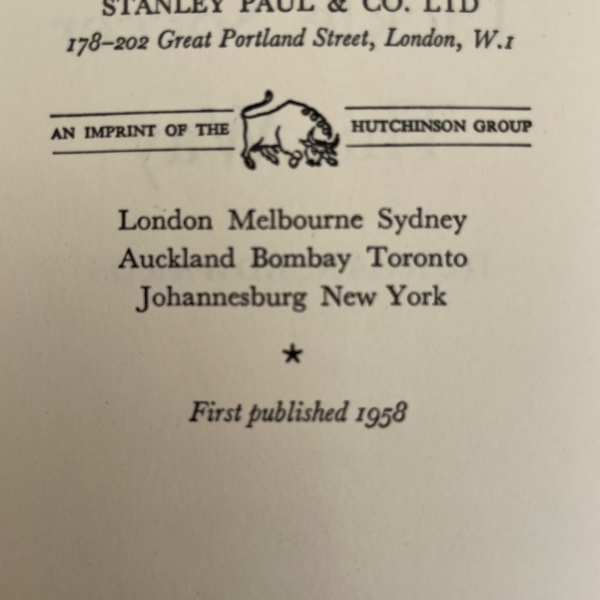 STANLEY PAUL & CO. LTD
178–202 Great Portland Street, London, W.1
AN IMPRINT OF THE HUTCHINSON GROUP
London Melbourne Sydney
Auckland Bombay Toronto
Johannesburg New York
★
First published 1958